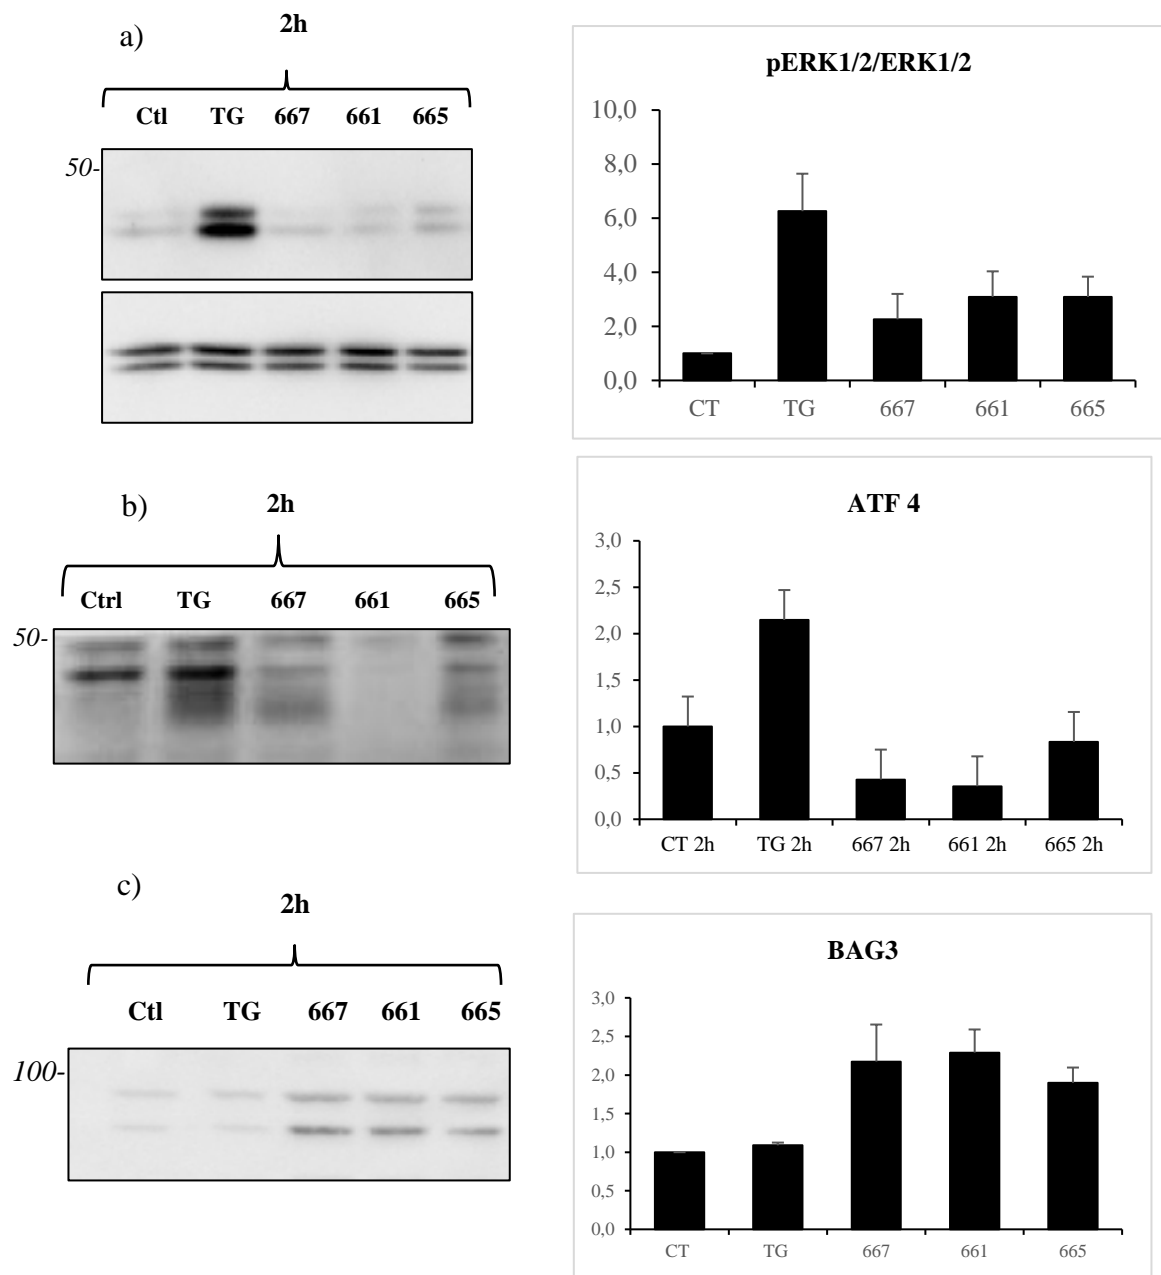 a)
2h
Ctl TG 667 661 665
50-
pERK1/2/ERK1/2
10,0
8,0
6,0
4,0
2,0
0,0
CT TG 667 661 665
b)
2h
Ctrl TG 667 661 665
50-
ATF 4
3,0
2,5
2,0
1,5
1,0
0,5
0,0
CT 2h TG 2h 667 2h 661 2h 665 2h
c)
2h
Ctl TG 667 661 665
100-
BAG3
3,0
2,5
2,0
1,5
1,0
0,5
0,0
CT TG 667 661 665